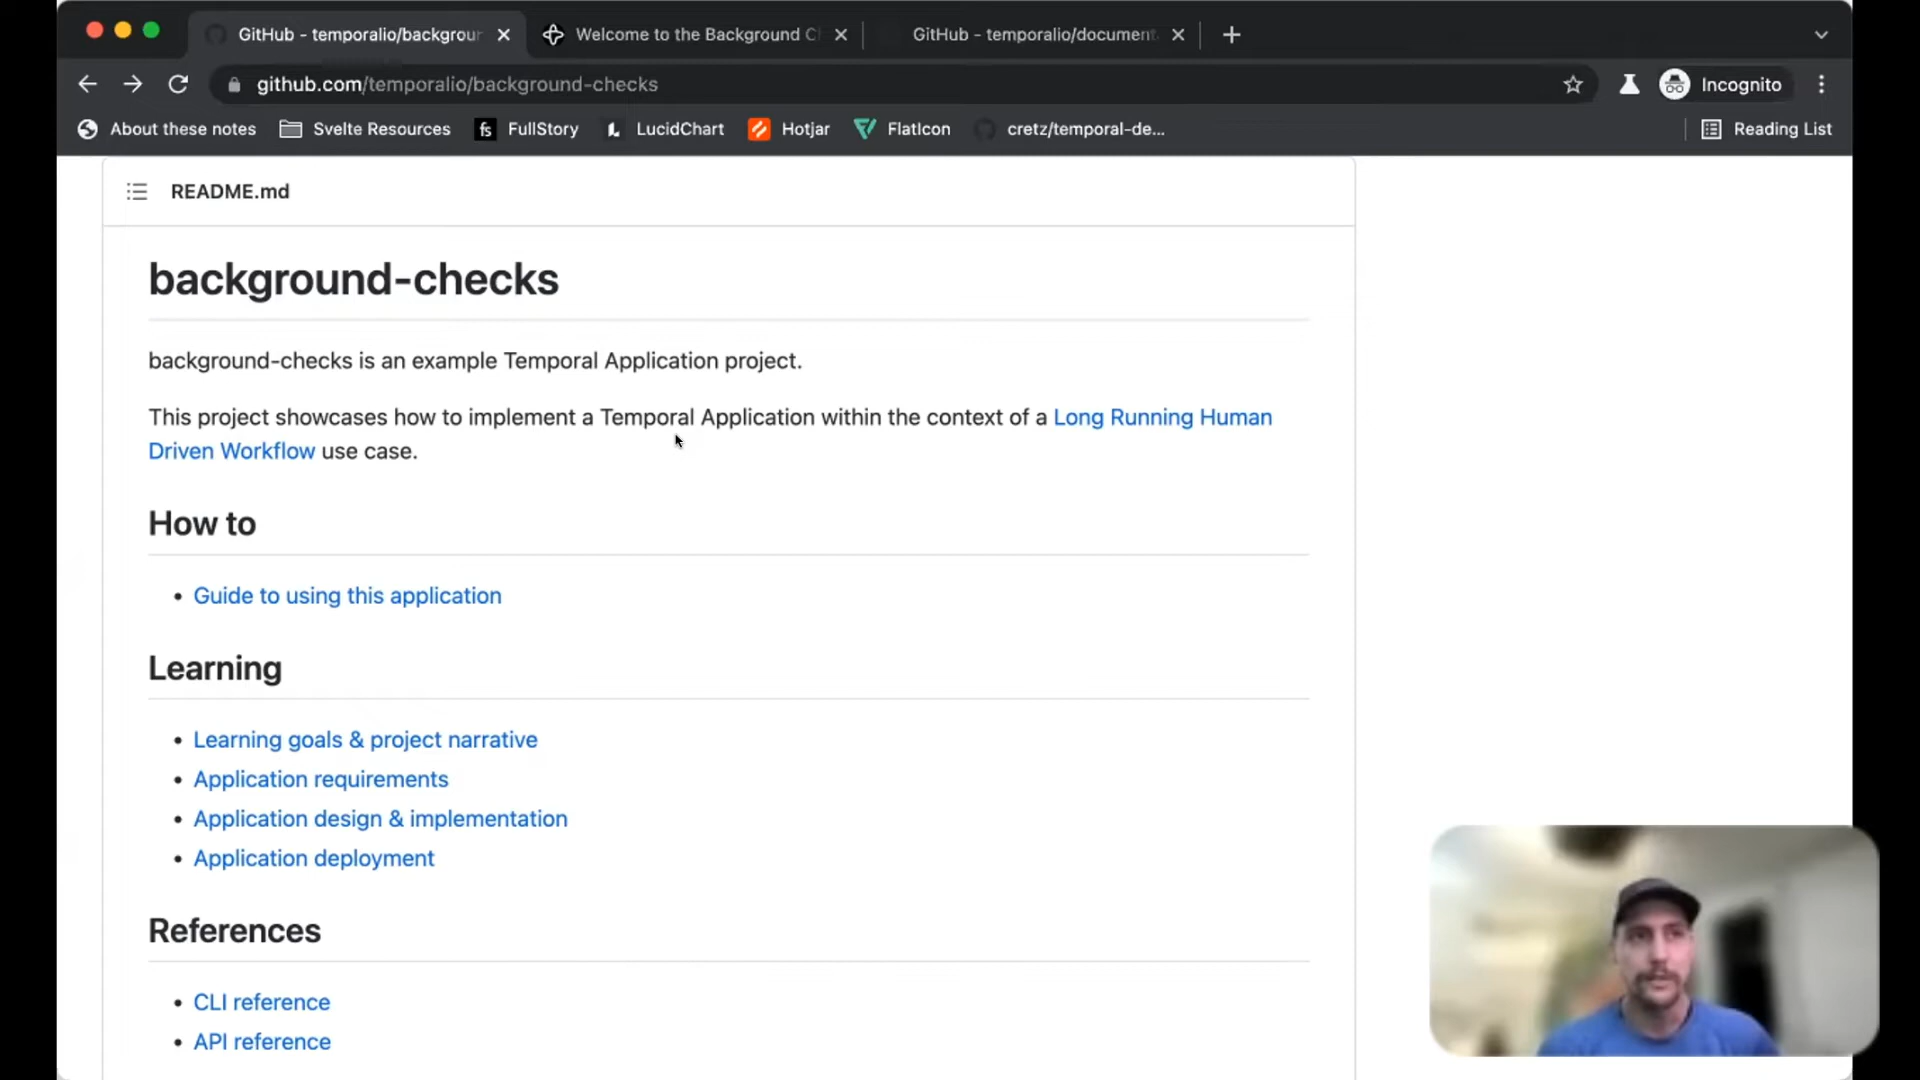 GitHub - temporalio/backgrour
Welcome to the Background C
GitHub - temporalio/document
github.com/temporalio/background-checks
Incognito
About these notes
Svelte Resources
fs
FullStory
LucidChart
Hotjar
FlatIcon
cretz/temporal-de...
Reading List
README.md
background-checks
background-checks is an example Temporal Application project.
This project showcases how to implement a Temporal Application within the context of a Long Running Human
Driven Workflow use case.
How to
• Guide to using this application
Learning
• Learning goals & project narrative
• Application requirements
• Application design & implementation
• Application deployment
References
• CLI reference
• API reference